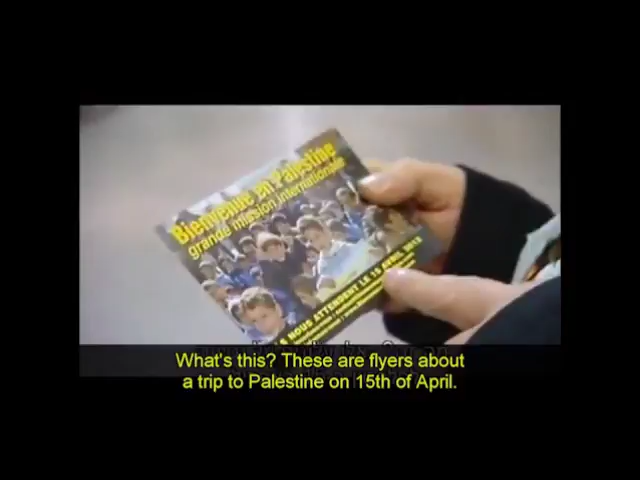 Bienvenue en Palestine
grande mission internationale
NOUS ATTENDENT LE 15 AVRIL 2012
What's this? These are flyers about
a trip to Palestine on 15th of April.